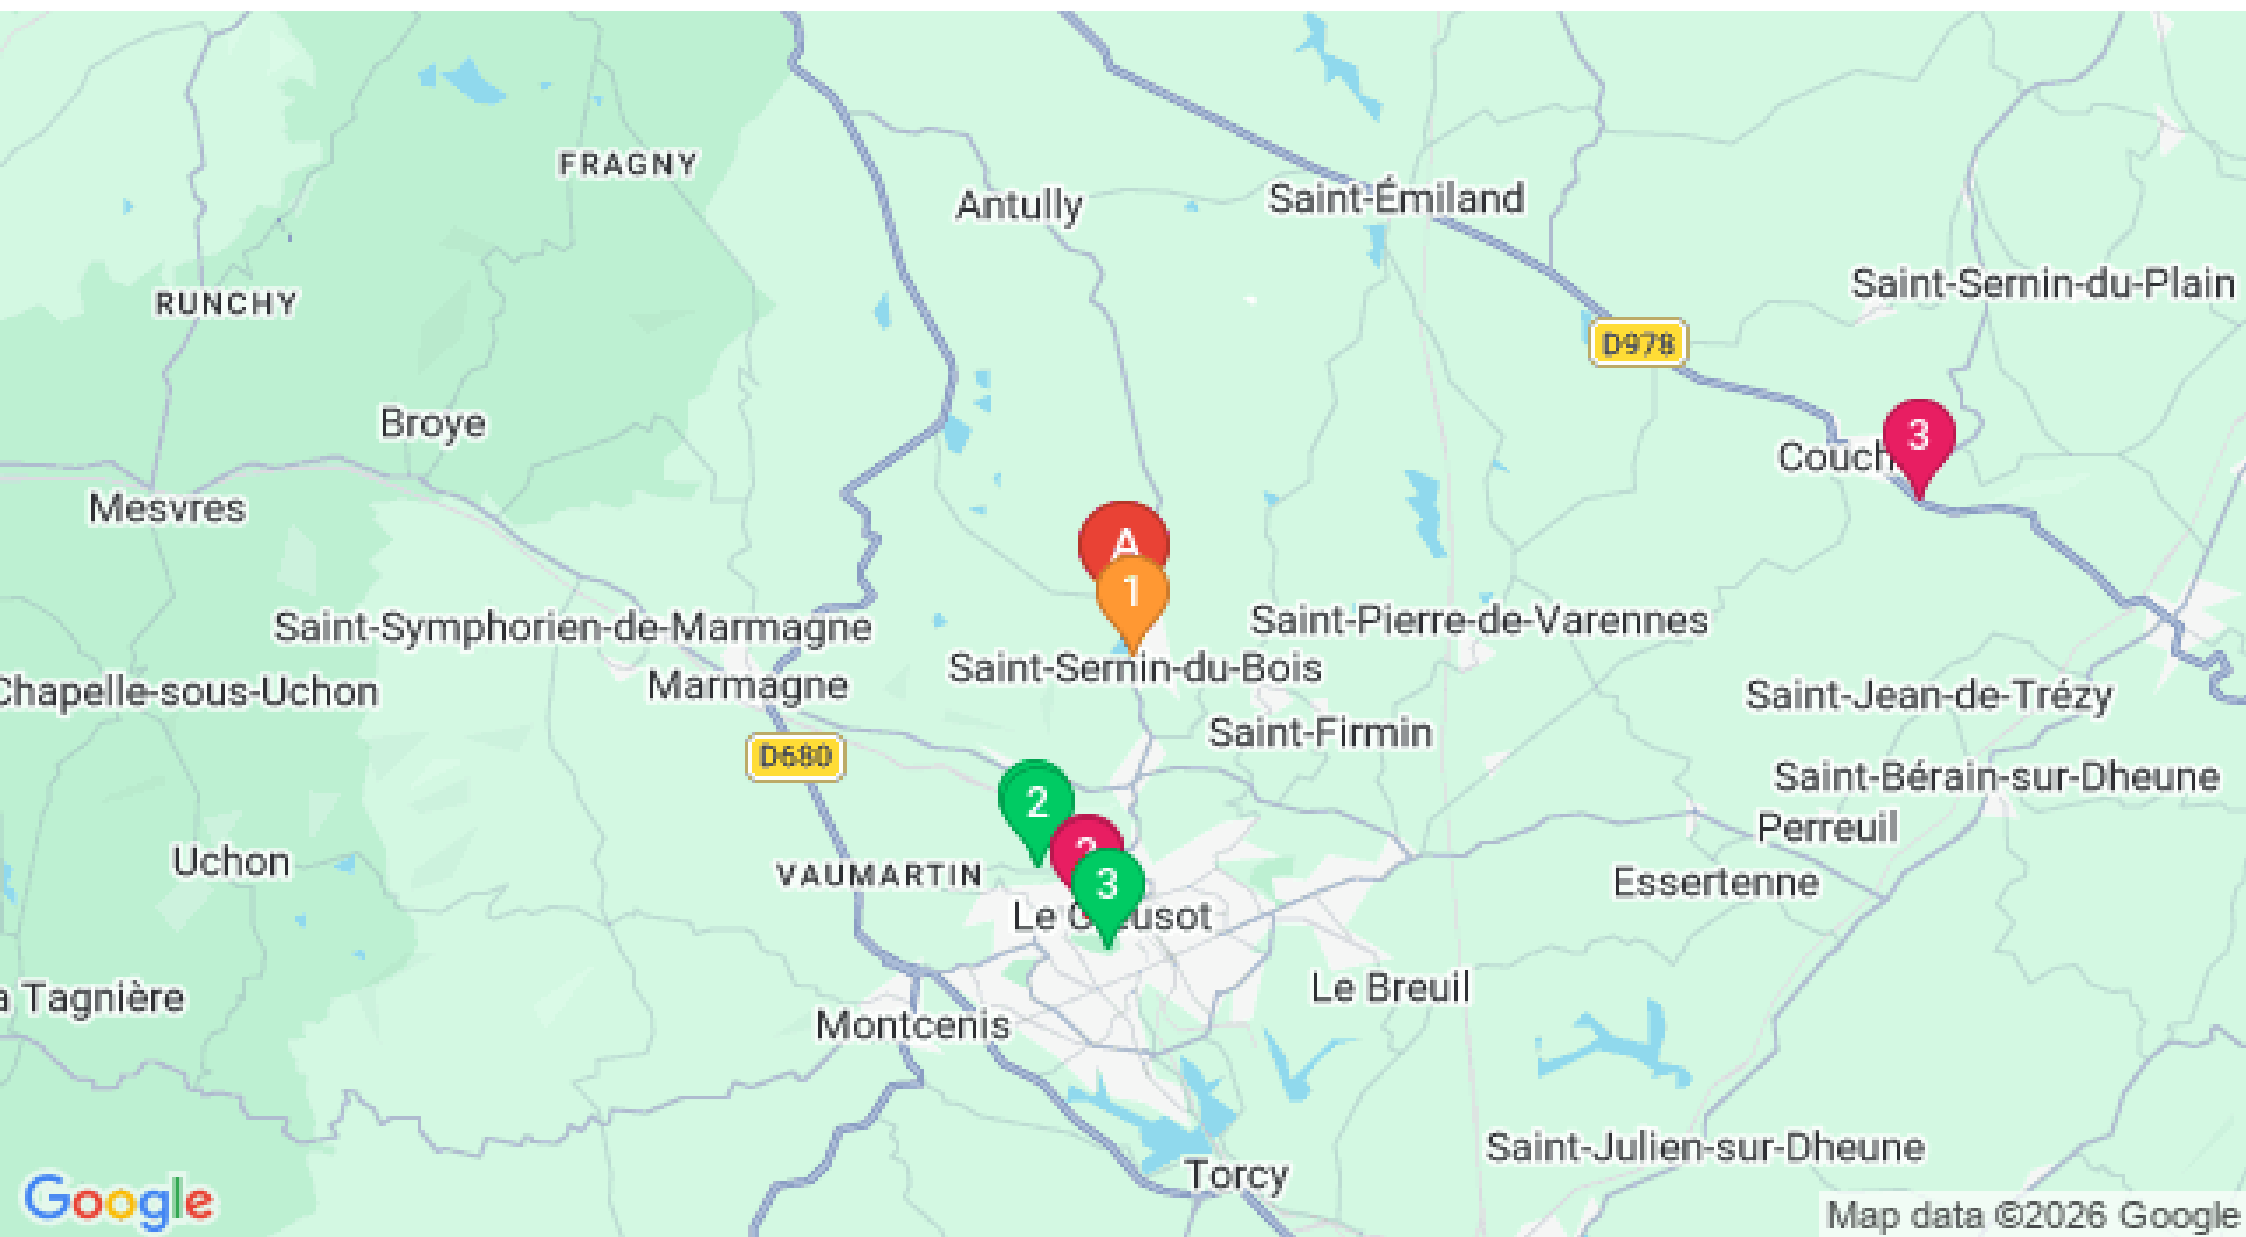 FRAGNY
Antully
Saint-Émiland
Saint-Sernin-du-Plain
RUNCHY
D978
Broye
3
Mesvres
A
1
Saint-Symphorien-de-Marmagne
Saint-Pierre-de-Varennes
Saint-Sernin-du-Bois
Marmagne
Chapelle-sous-Uchon
Saint-Jean-de-Trézy
Saint-Firmin
D680
Saint-Bérain-sur-Dheune
2
Perreuil
Uchon
VAUMARTIN
3
Essertenne
Le Breuil
Tagnière
Montcenis
Saint-Julien-sur-Dheune
Torcy
Google
Map data ©2026 Google